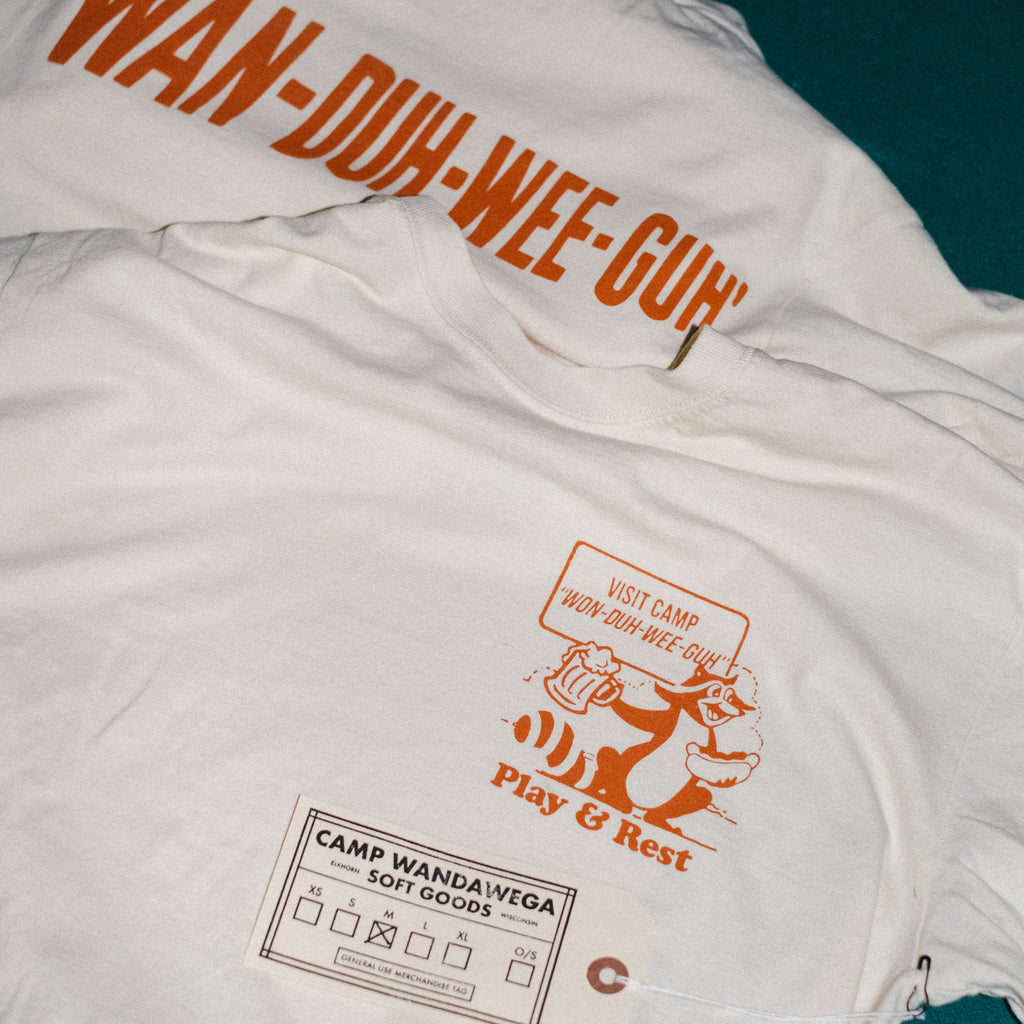 WAN-DUH-WEE-GUH"
VISIT CAMP
"WON-DUH-WEE-GUH"
Play & Rest
CAMP WANDAWEGA
ELKHORN SOFT GOODS WISCONSIN
XS S M L XL O/S
GENERAL USE MERCHANDISE TAG